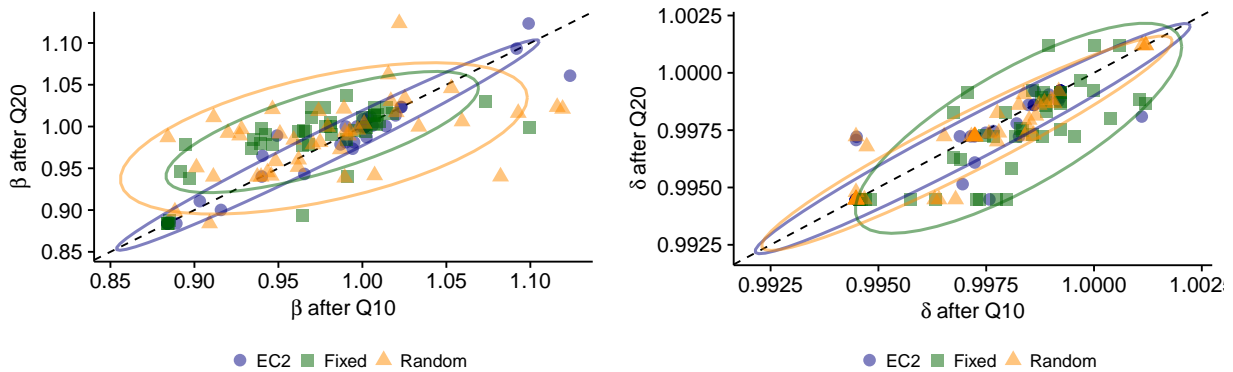 1.10
1.05
1.00
0.95
0.90
0.85
β after Q20
0.85 0.90 0.95 1.00 1.05 1.10
β after Q10
EC2 Fixed Random
1.0025
1.0000
0.9975
0.9950
0.9925
δ after Q20
0.9925 0.9950 0.9975 1.0000 1.002
δ after Q10
EC2 Fixed Random